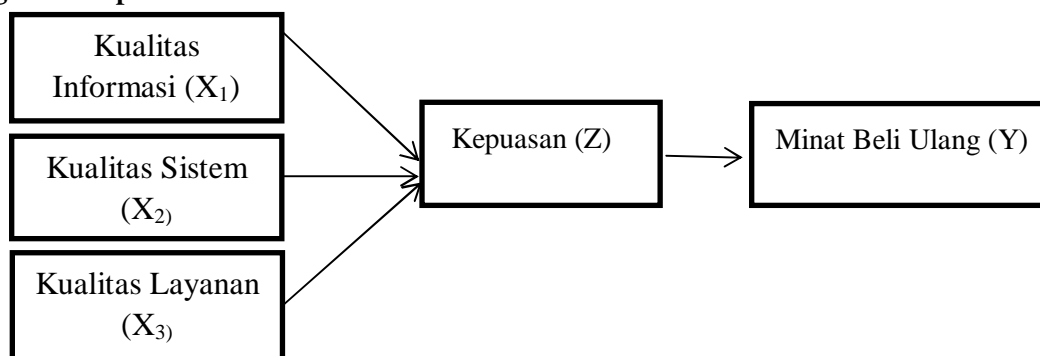 Kualitas
Informasi (X₁)
Kualitas Sistem
(X₂)
Kualitas Layanan
(X₃)
Kepuasan (Z)
Minat Beli Ulang (Y)